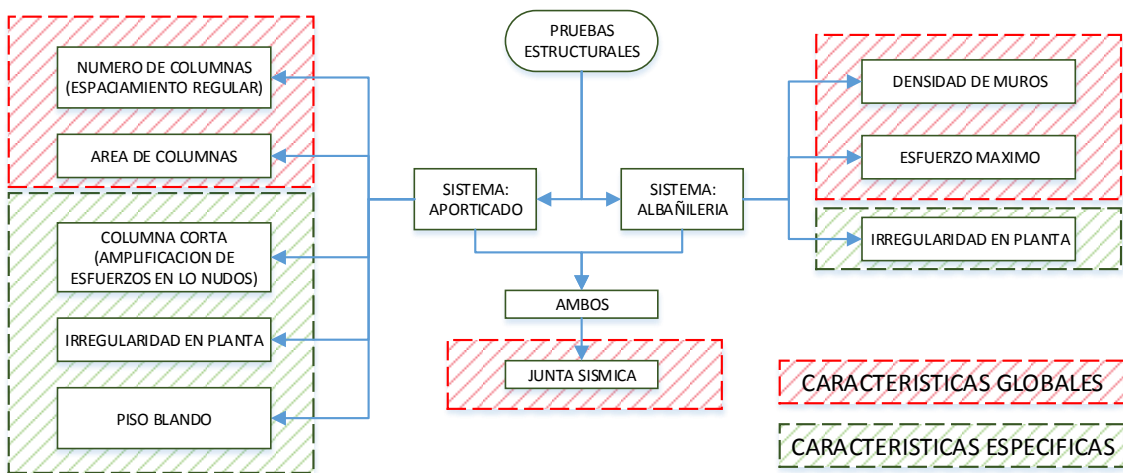 PRUEBAS
ESTRUCTURALES
NUMERO DE COLUMNAS
(ESPACIAMIENTO REGULAR)
AREA DE COLUMNAS
COLUMNA CORTA
(AMPLIFICACION DE
ESFUERZOS EN LO NUDOS)
IRREGULARIDAD EN PLANTA
PISO BLANDO
SISTEMA:
APORTICADO
SISTEMA:
ALBAÑILERIA
AMBOS
JUNTA SISMICA
DENSIDAD DE MUROS
ESFUERZO MAXIMO
IRREGULARIDAD EN PLANTA
CARACTERISTICAS GLOBALES
CARACTERISTICAS ESPECIFICAS